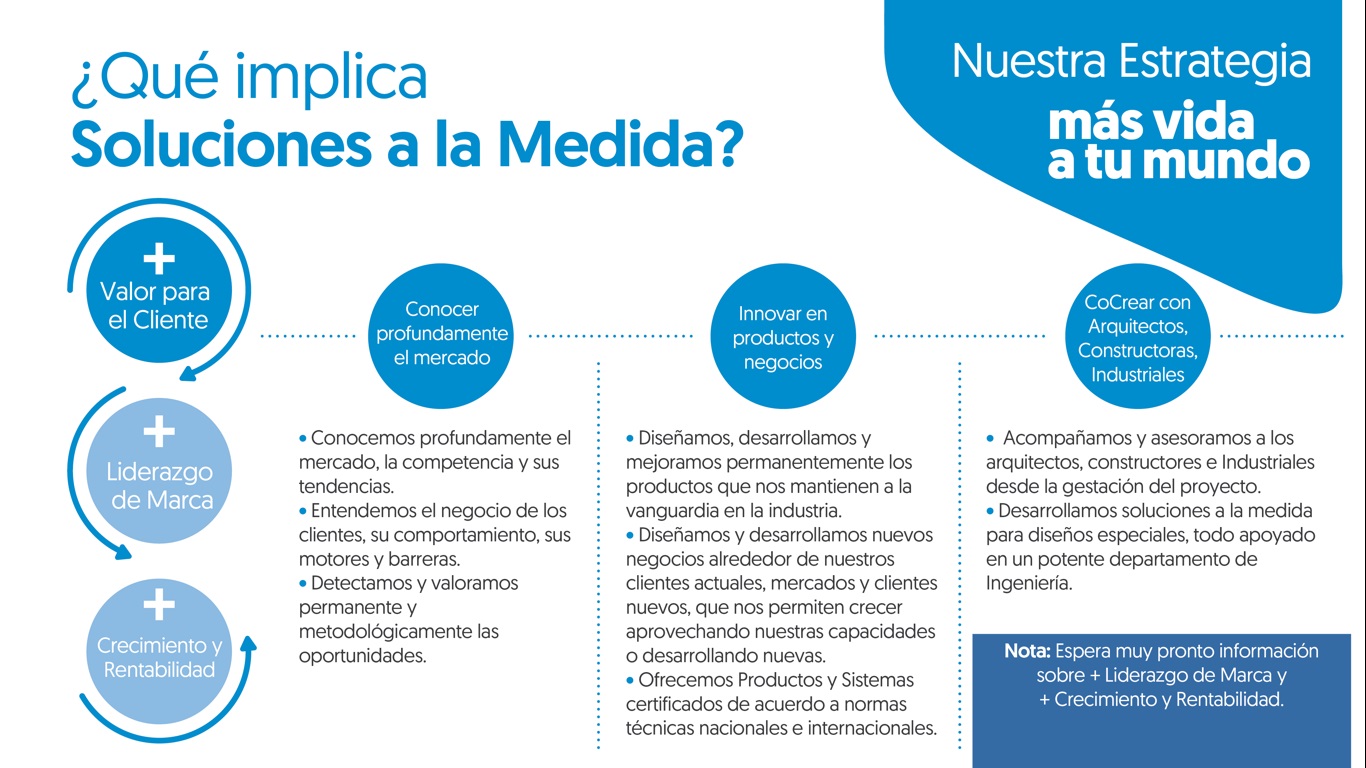 ¿Qué implica
Soluciones a la Medida?
Nuestra Estrategia
más vida
a tu mundo
+
Valor para
el Cliente
+
Liderazgo
de Marca
+
Crecimiento y
Rentabilidad
Conocer
profundamente
el mercado
• Conocemos profundamente el
mercado, la competencia y sus
tendencias.
• Entendemos el negocio de los
clientes, su comportamiento, sus
motores y barreras.
• Detectamos y valoramos
permanente y
metodológicamente las
oportunidades.
Innovar en
productos y
negocios
• Diseñamos, desarrollamos y
mejoramos permanentemente los
productos que nos mantienen a la
vanguardia en la industria.
• Diseñamos y desarrollamos nuevos
negocios alrededor de nuestros
clientes actuales, mercados y clientes
nuevos, que nos permiten crecer
aprovechando nuestras capacidades
o desarrollando nuevas.
• Ofrecemos Productos y Sistemas
certificados de acuerdo a normas
técnicas nacionales e internacionales.
CoCrear con
Arquitectos,
Constructoras,
Industriales
• Acompañamos y asesoramos a los
arquitectos, constructores e Industriales
desde la gestación del proyecto.
• Desarrollamos soluciones a la medida
para diseños especiales, todo apoyado
en un potente departamento de
Ingeniería.
Nota: Espera muy pronto información
sobre + Liderazgo de Marca y
+ Crecimiento y Rentabilidad.